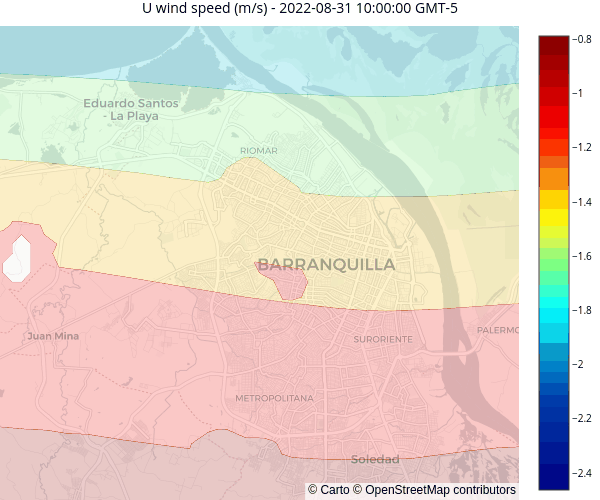 U wind speed (m/s) - 2022-08-31 10:00:00 GMT-5
−0.8
Eduardo Santos
- La Playa
−1
RIOMAR
−1.2
−1.4
BARRANQUILLA
−1.6
−1.8
Juan Mina
SURORIENTE
PALERMO
−2
METROPOLITANA
−2.2
Soledad
−2.4
© Carto © OpenStreetMap contributors